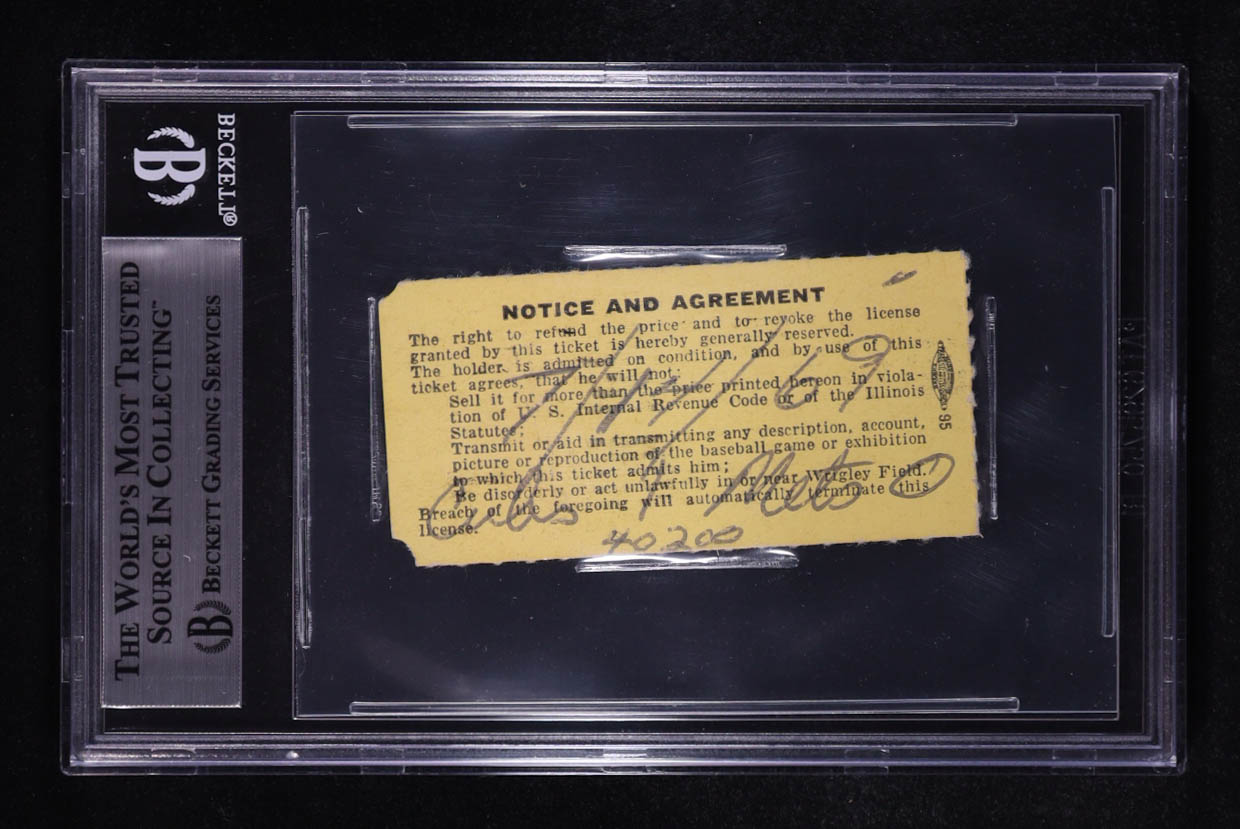 BECKETT®
B
THE WORLD'S MOST TRUSTED
SOURCE IN COLLECTING™
B BECKETT GRADING SERVICES
NOTICE AND AGREEMENT
The right to refund the price and to revoke the license
granted by this ticket is hereby generally reserved.
The holder is admitted on condition, and by use of this
ticket agrees, that he will not:
Sell it for more than the price printed hereon in viola-
tion of U. S. Internal Revenue Code or of the Illinois
Statutes;
Transmit or aid in transmitting any description, account,
picture or reproduction of the baseball game or exhibition
to which this ticket admits him;
Be disorderly or act unlawfully in or near Wrigley Field.
Breach of the foregoing will automatically terminate this
license.
95
7/14/69
Cubs 1 Mets 0
40200